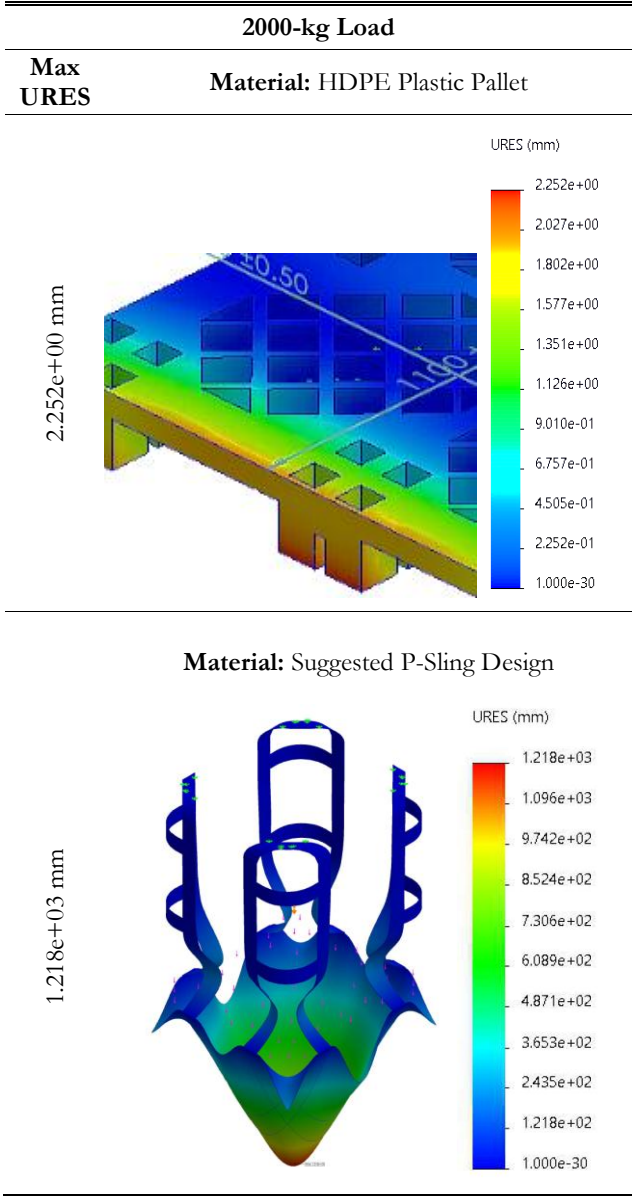 2000-kg Load
Max
URES
Material: HDPE Plastic Pallet
2.252e+00 mm
±0.50
1100
URES (mm)
2.252e+00
2.027e+00
1.802e+00
1.577e+00
1.351e+00
1.126e+00
9.010e-01
6.757e-01
4.505e-01
2.252e-01
1.000e-30
Material: Suggested P-Sling Design
1.218e+03 mm
URES (mm)
1.218e+03
1.096e+03
9.742e+02
8.524e+02
7.306e+02
6.089e+02
4.871e+02
3.653e+02
2.435e+02
1.218e+02
1.000e-30